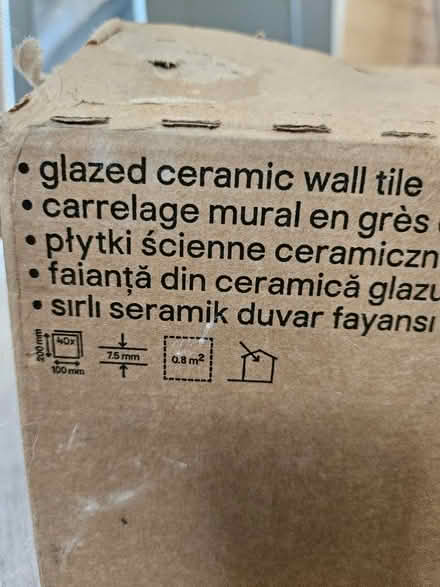 • glazed ceramic wall tile
• carrelage mural en grès
• płytki ścienne ceramiczn
• faianță din ceramică glazu
• sırlı seramik duvar fayansı
200 mm 40x 7.5 mm 0.8 m²
100 mm